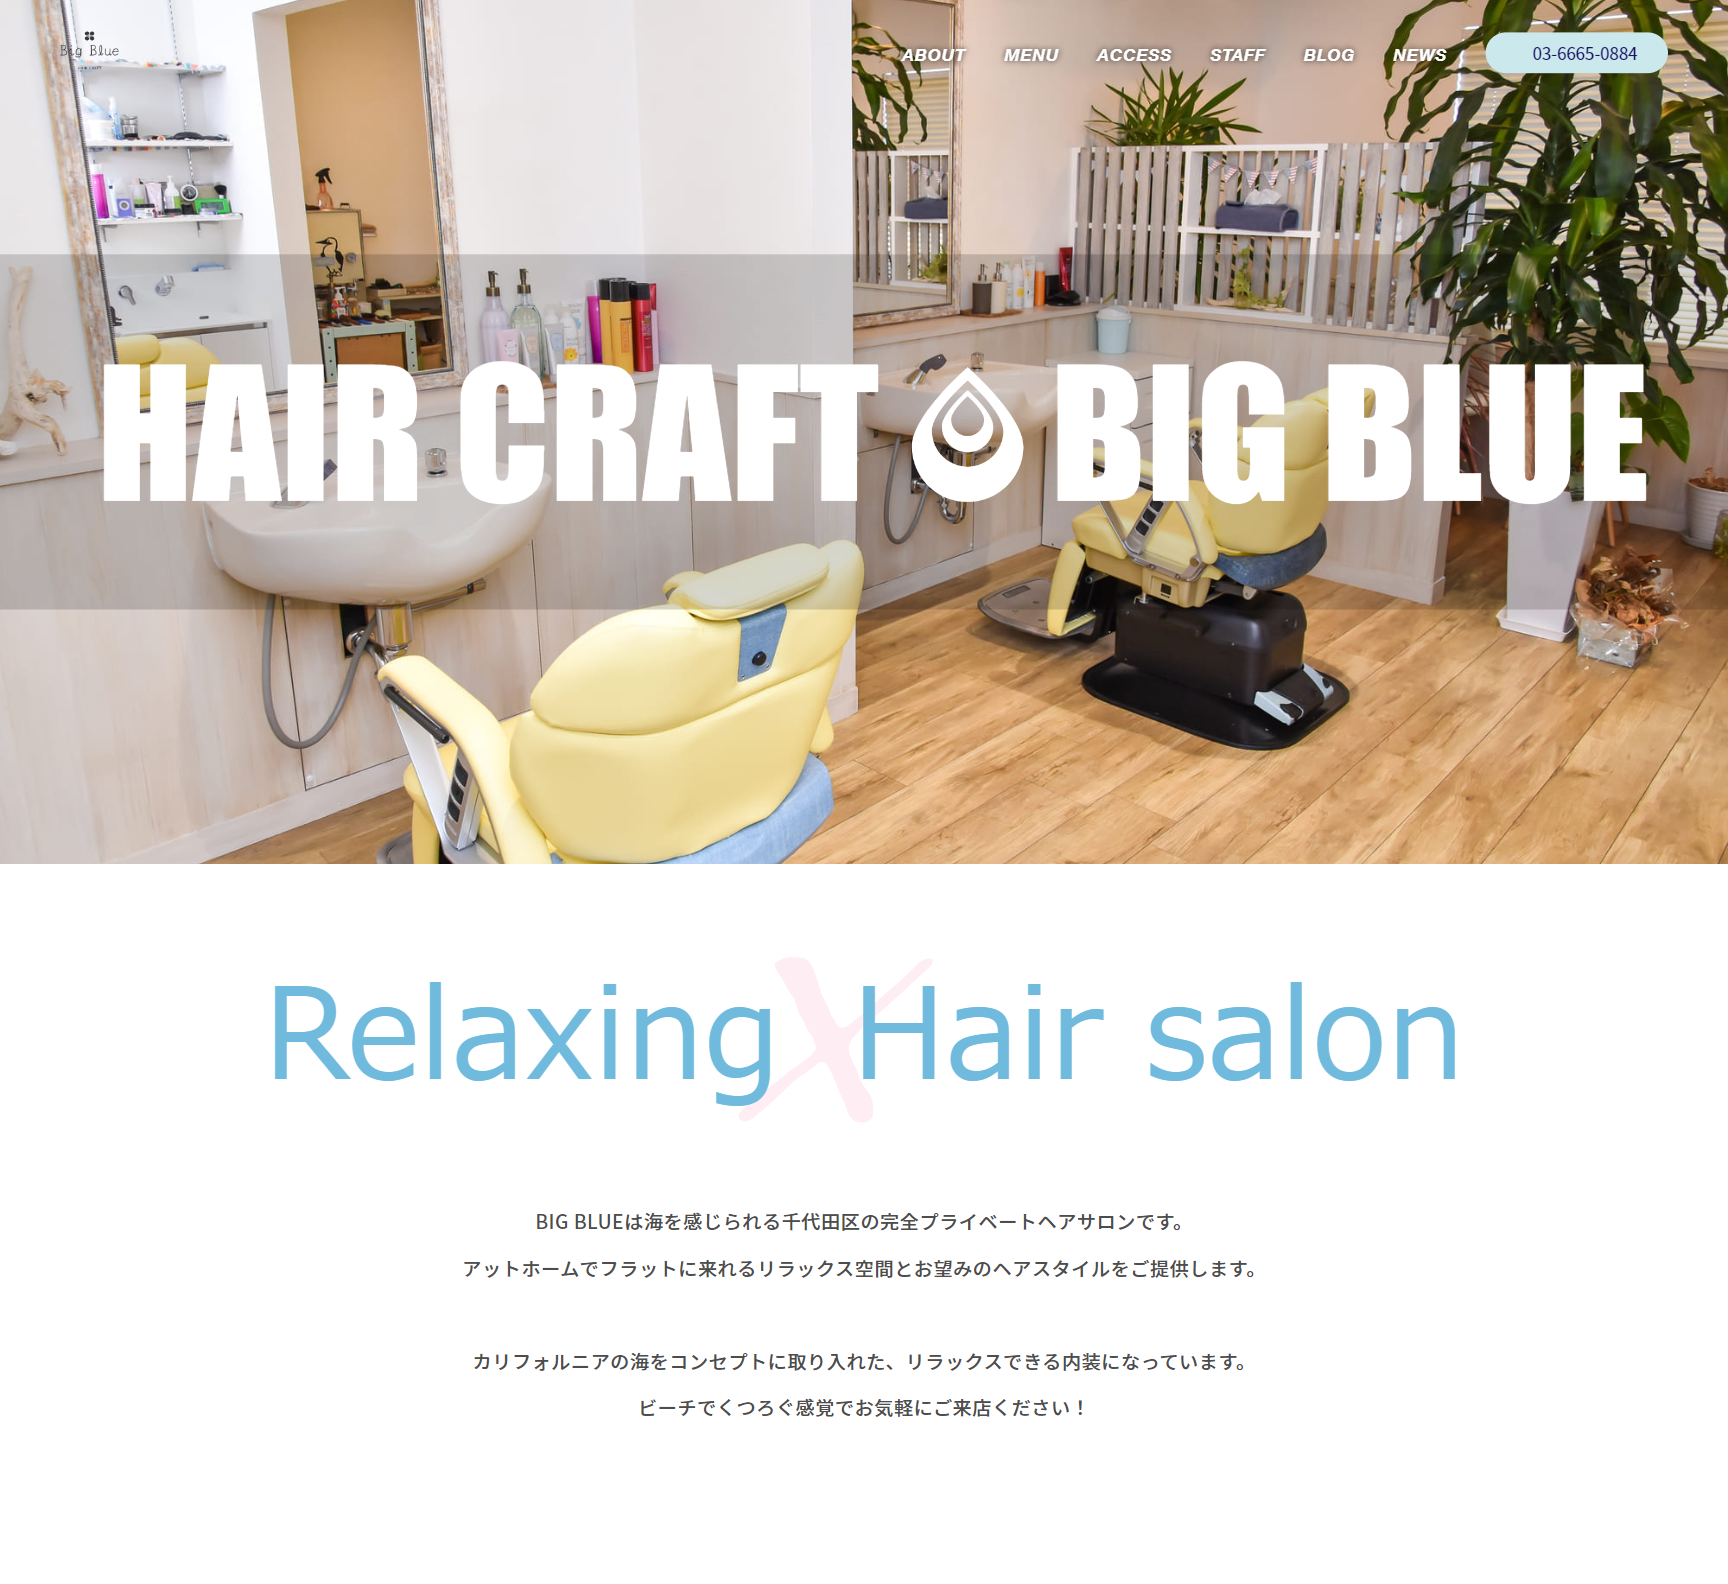 Big Blue
ABOUT MENU ACCESS STAFF BLOG NEWS 03-6665-0884
HAIR CRAFT BIG BLUE
Relaxing X Hair salon
BIG BLUEは海を感じられる千代田区の完全プライベートヘアサロンです。
アットホームでフラットに来れるリラックス空間とお望みのヘアスタイルをご提供します。
カリフォルニアの海をコンセプトに取り入れた、リラックスできる内装になっています。
ビーチでくつろぐ感覚でお気軽にご来店ください！